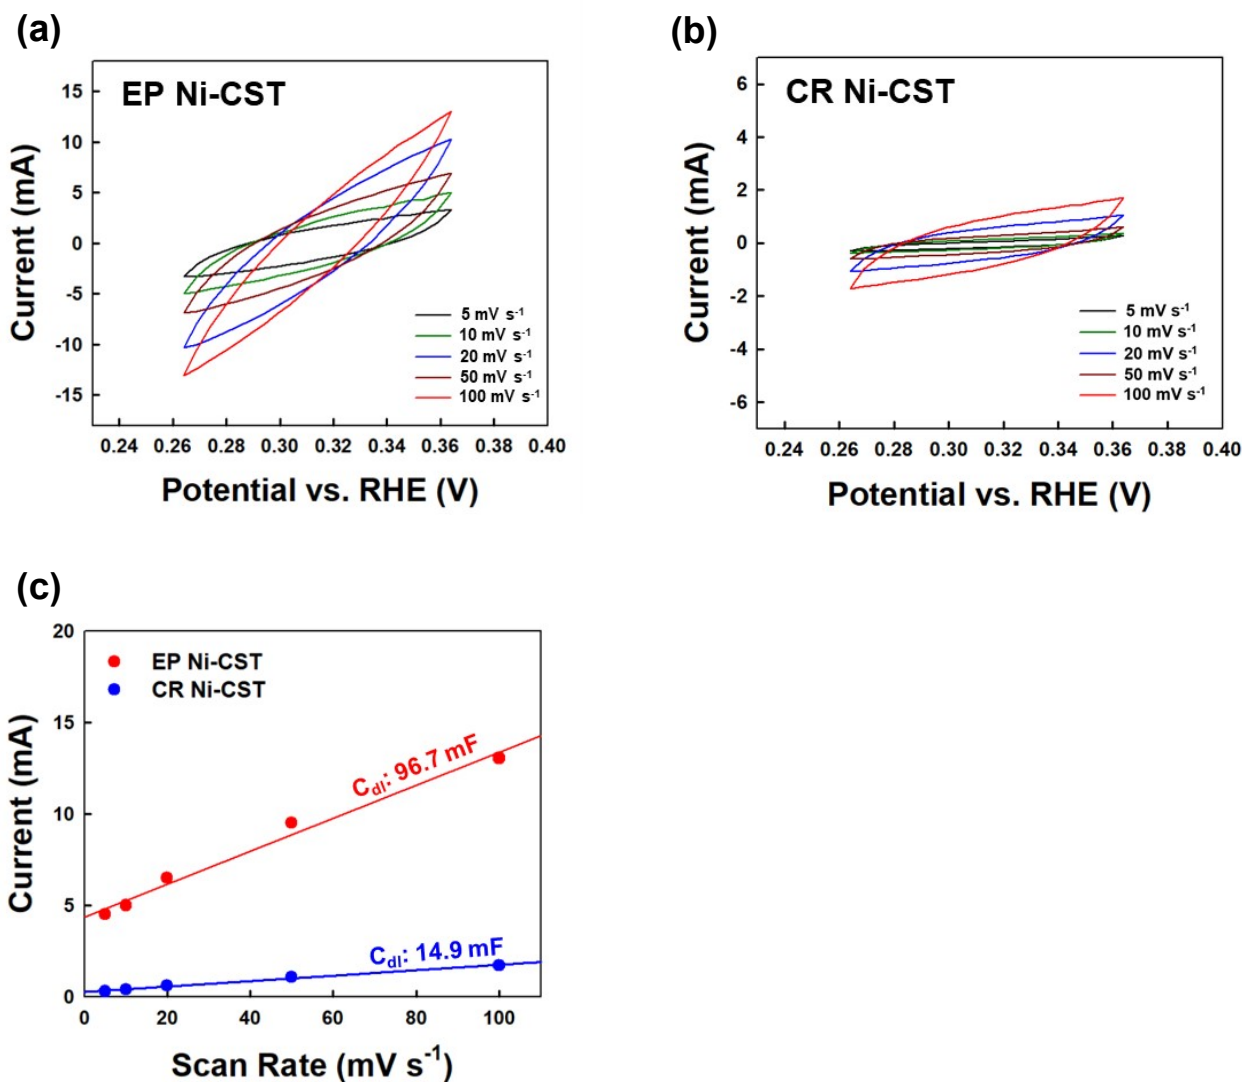 (a)
EP Ni-CST
Current (mA)
15
10
5
0
-5
-10
-15
5 mV s⁻¹
10 mV s⁻¹
20 mV s⁻¹
50 mV s⁻¹
100 mV s⁻¹
0.24 0.26 0.28 0.30 0.32 0.34 0.36 0.38 0.40
Potential vs. RHE (V)
(b)
CR Ni-CST
Current (mA)
6
4
2
0
-2
-4
-6
5 mV s⁻¹
10 mV s⁻¹
20 mV s⁻¹
50 mV s⁻¹
100 mV s⁻¹
0.24 0.26 0.28 0.30 0.32 0.34 0.36 0.38 0.40
Potential vs. RHE (V)
(c)
EP Ni-CST
CR Ni-CST
Current (mA)
20
15
10
5
0
C_dl: 96.7 mF
C_dl: 14.9 mF
0 20 40 60 80 100
Scan Rate (mV s⁻¹)